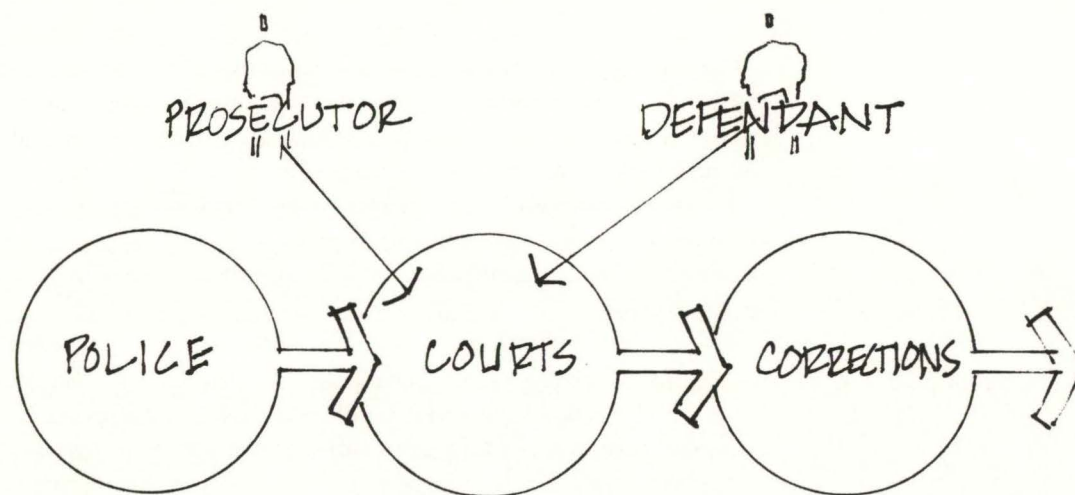 PROSECUTOR
DEFENDANT
POLICE
COURTS
CORRECTIONS